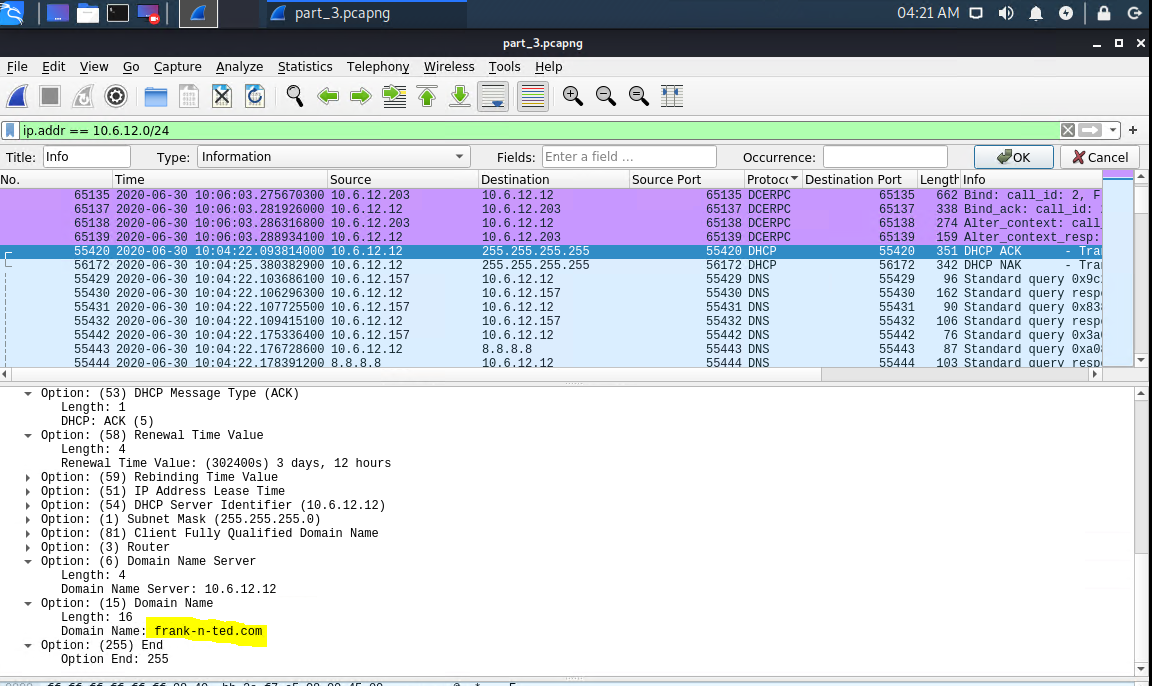 part_3.pcapng 04:21 AM
part_3.pcapng
File Edit View Go Capture Analyze Statistics Telephony Wireless Tools Help
ip.addr == 10.6.12.0/24
Title: Info Type: Information Fields: Enter a field ... Occurrence: OK Cancel
No. Time Source Destination Source Port Protoc Destination Port Length Info
65135 2020-06-30 10:06:03.275670300 10.6.12.203 10.6.12.12 65135 DCERPC 65135 662 Bind: call_id: 2, F
65137 2020-06-30 10:06:03.281926000 10.6.12.12 10.6.12.203 65137 DCERPC 65137 338 Bind_ack: call_id:
65138 2020-06-30 10:06:03.286316800 10.6.12.203 10.6.12.12 65138 DCERPC 65138 274 Alter_context: call_
65139 2020-06-30 10:06:03.288934100 10.6.12.12 10.6.12.203 65139 DCERPC 65139 159 Alter_context_resp:
55420 2020-06-30 10:04:22.093814000 10.6.12.12 255.255.255.255 55420 DHCP 55420 351 DHCP ACK - Tra
56172 2020-06-30 10:04:25.380382900 10.6.12.12 255.255.255.255 56172 DHCP 56172 342 DHCP NAK - Tra
55429 2020-06-30 10:04:22.103686100 10.6.12.157 10.6.12.12 55429 DNS 55429 96 Standard query 0x9c
55430 2020-06-30 10:04:22.106296300 10.6.12.12 10.6.12.157 55430 DNS 55430 162 Standard query resp
55431 2020-06-30 10:04:22.107725500 10.6.12.157 10.6.12.12 55431 DNS 55431 90 Standard query 0x83
55432 2020-06-30 10:04:22.109415100 10.6.12.12 10.6.12.157 55432 DNS 55432 106 Standard query resp
55442 2020-06-30 10:04:22.175336400 10.6.12.157 10.6.12.12 55442 DNS 55442 76 Standard query 0x3a
55443 2020-06-30 10:04:22.176728600 10.6.12.12 8.8.8.8 55443 DNS 55443 87 Standard query 0xa0
55444 2020-06-30 10:04:22.178391200 8.8.8.8 10.6.12.12 55444 DNS 55444 103 Standard query resp
Option: (53) DHCP Message Type (ACK)
Length: 1
DHCP: ACK (5)
Option: (58) Renewal Time Value
Length: 4
Renewal Time Value: (302400s) 3 days, 12 hours
Option: (59) Rebinding Time Value
Option: (51) IP Address Lease Time
Option: (54) DHCP Server Identifier (10.6.12.12)
Option: (1) Subnet Mask (255.255.255.0)
Option: (81) Client Fully Qualified Domain Name
Option: (3) Router
Option: (6) Domain Name Server
Length: 4
Domain Name Server: 10.6.12.12
Option: (15) Domain Name
Length: 16
Domain Name: frank-n-ted.com
Option: (255) End
Option End: 255